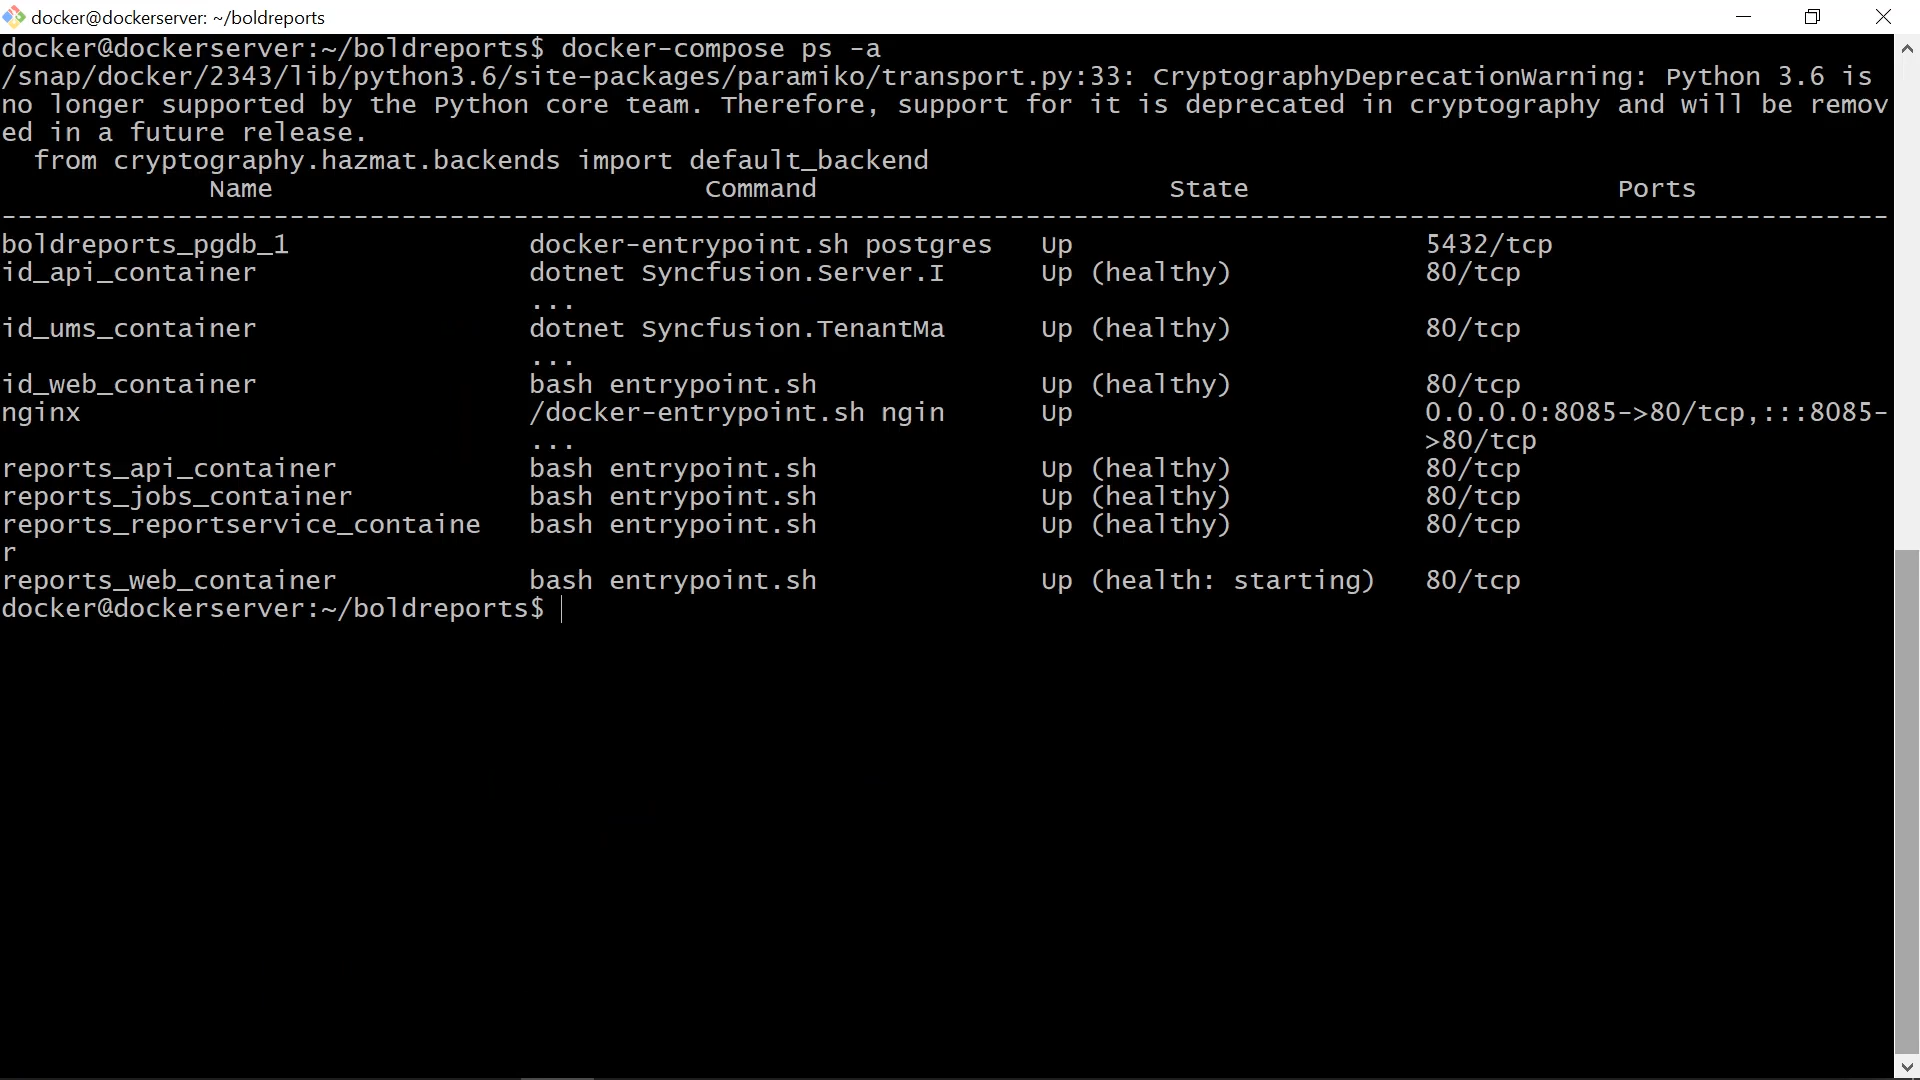 docker@dockerserver: ~/boldreports
docker@dockerserver:~/boldreports$ docker-compose ps -a
/snap/docker/2343/lib/python3.6/site-packages/paramiko/transport.py:33: CryptographyDeprecationWarning: Python 3.6 is
no longer supported by the Python core team. Therefore, support for it is deprecated in cryptography and will be remov
ed in a future release.
  from cryptography.hazmat.backends import default_backend
Name Command State Ports
----------------------------------------------------------------------------------------------------------------------
boldreports_pgdb_1 docker-entrypoint.sh postgres Up 5432/tcp
id_api_container dotnet Syncfusion.Server.I Up (healthy) 80/tcp
...
id_ums_container dotnet Syncfusion.TenantMa Up (healthy) 80/tcp
...
id_web_container bash entrypoint.sh Up (healthy) 80/tcp
nginx /docker-entrypoint.sh ngin Up 0.0.0.0:8085->80/tcp,:::8085-
... >80/tcp
reports_api_container bash entrypoint.sh Up (healthy) 80/tcp
reports_jobs_container bash entrypoint.sh Up (healthy) 80/tcp
reports_reportservice_containe bash entrypoint.sh Up (healthy) 80/tcp
r
reports_web_container bash entrypoint.sh Up (health: starting) 80/tcp
docker@dockerserver:~/boldreports$